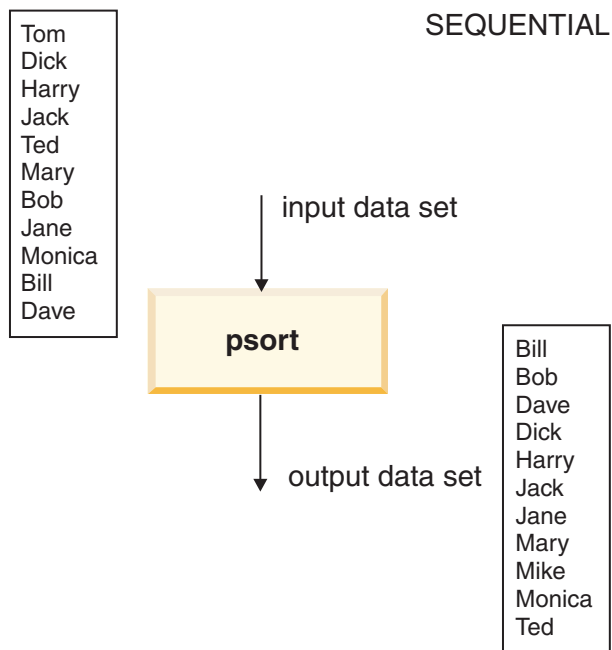 SEQUENTIAL
Tom
Dick
Harry
Jack
Ted
Mary
Bob
Jane
Monica
Bill
Dave
input data set
psort
output data set
Bill
Bob
Dave
Dick
Harry
Jack
Jane
Mary
Mike
Monica
Ted